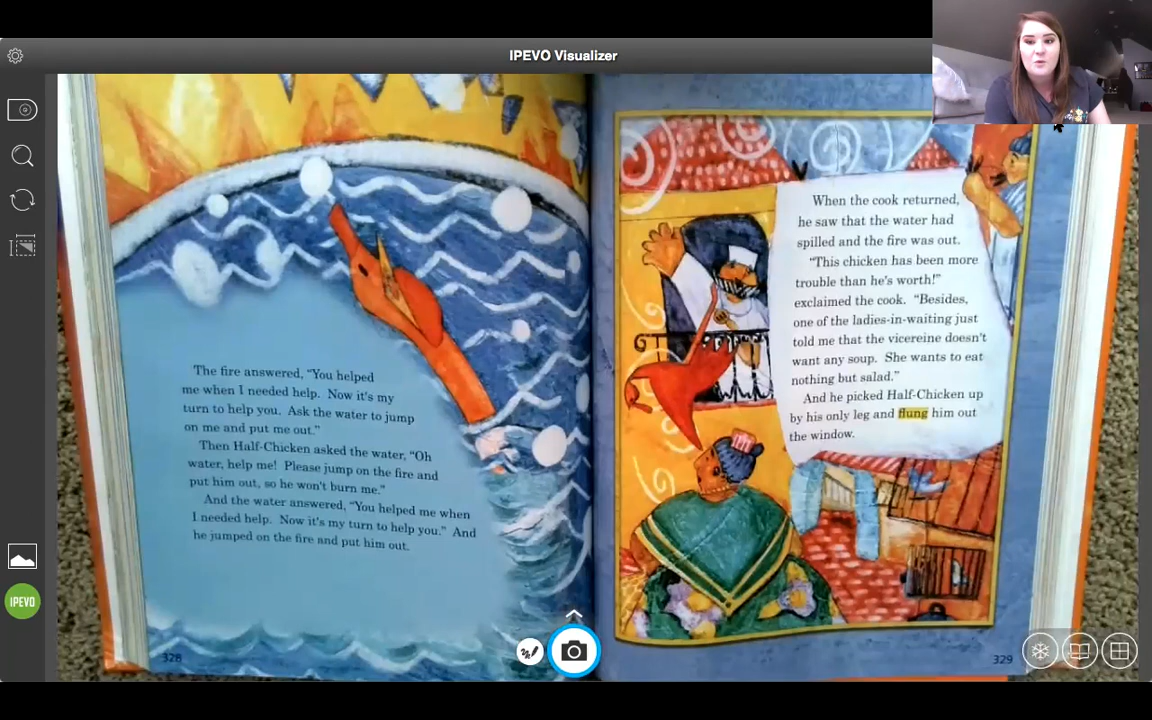 IPEVO Visualizer
The fire answered, "You helped
me when I needed help. Now it's my
turn to help you. Ask the water to jump
on me and put me out."
Then Half-Chicken asked the water, "Oh
water, help me! Please jump on the fire and
put him out, so he won't burn me."
And the water answered, "You helped me when
I needed help. Now it's my turn to help you." And
he jumped on the fire and put him out.
328
When the cook returned,
he saw that the water had
spilled and the fire was out.
"This chicken has been more
trouble than he's worth!"
exclaimed the cook. "Besides,
one of the ladies-in-waiting just
told me that the vicereine doesn't
want any soup. She wants to eat
nothing but salad."
And he picked Half-Chicken up
by his only leg and flung him out
the window.
329
IPEVO